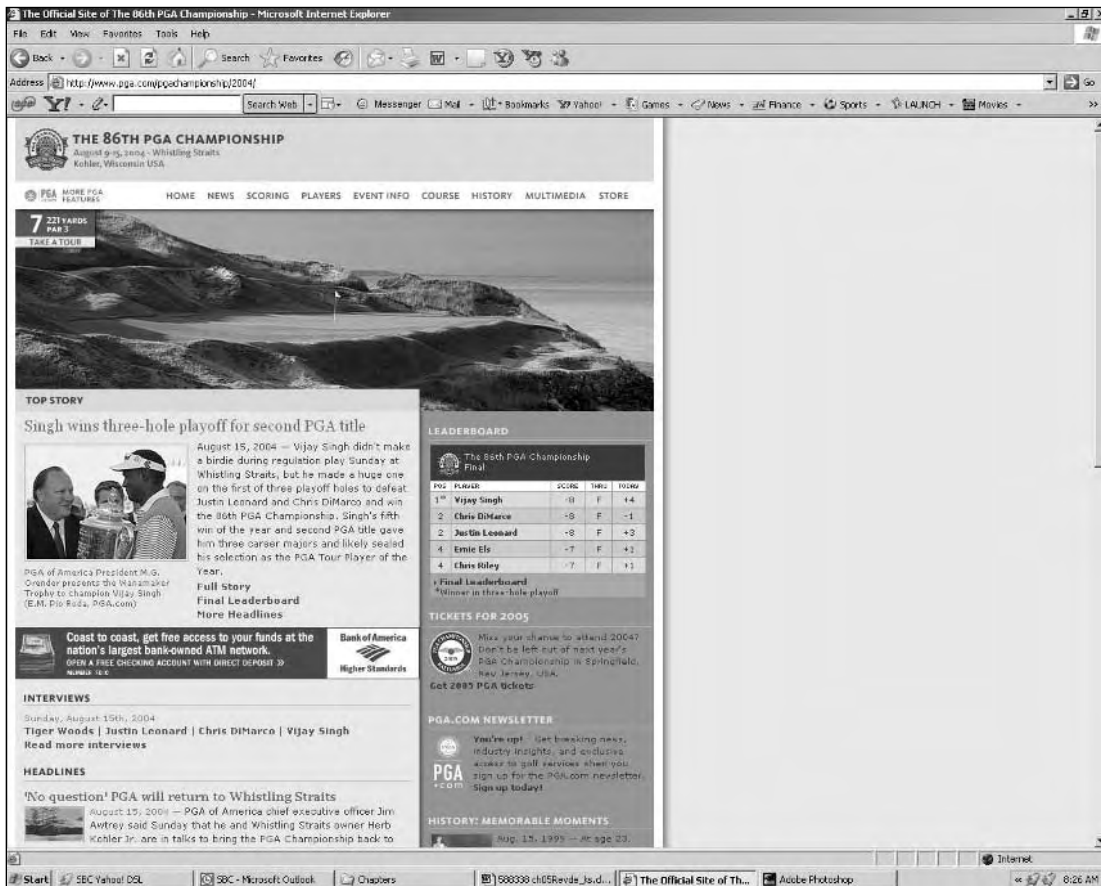 The Official Site of The 86th PGA Championship - Microsoft Internet Explorer
File Edit View Favorites Tools Help
Back Search Favorites
Address http://www.pga.com/pgachampionship/2004/ Go
Y! Search Web Messenger Mail Bookmarks Yahoo! Games News Finance Sports LAUNCH Movies
THE 86TH PGA CHAMPIONSHIP
August 9-15, 2004 - Whistling Straits
Kohler, Wisconsin USA
PGA .com MORE PGA FEATURES
HOME NEWS SCORING PLAYERS EVENT INFO COURSE HISTORY MULTIMEDIA STORE
7 221 YARDS
PAR 3
TAKE A TOUR
TOP STORY
Singh wins three-hole playoff for second PGA title
August 15, 2004 — Vijay Singh didn't make
a birdie during regulation play Sunday at
Whistling Straits, but he made a huge one
on the first of three playoff holes to defeat
Justin Leonard and Chris DiMarco and win
the 86th PGA Championship. Singh's fifth
win of the year and second PGA title gave
him three career majors and likely sealed
his selection as the PGA Tour Player of the
Year.
Full Story
Final Leaderboard
More Headlines
PGA of America President M.G.
Orender presents the Wanamaker
Trophy to champion Vijay Singh
(E.M. Pio Roda, PGA.com)
Coast to coast, get free access to your funds at the
nation's largest bank-owned ATM network.
OPEN A FREE CHECKING ACCOUNT WITH DIRECT DEPOSIT »
MEMBER FDIC
Bank of America
Higher Standards
INTERVIEWS
Sunday, August 15th, 2004
Tiger Woods | Justin Leonard | Chris DiMarco | Vijay Singh
Read more interviews
HEADLINES
'No question' PGA will return to Whistling Straits
August 15, 2004 — PGA of America chief executive officer Jim
Awtrey said Sunday that he and Whistling Straits owner Herb
Kohler Jr. are in talks to bring the PGA Championship back to
LEADERBOARD
The 86th PGA Championship
Final
POS PLAYER SCORE THRU TODAY
1* Vijay Singh -8 F +4
2 Chris DiMarco -8 F -1
2 Justin Leonard -8 F +3
4 Ernie Els -7 F
4 Chris Riley -7 F +1
› Final Leaderboard
*Winner in three-hole playoff
TICKETS FOR 2005
Miss your chance to attend 2004?
Don't be left out of next year's
PGA Championship in Springfield,
New Jersey, USA.
Get 2005 PGA tickets
PGA.COM NEWSLETTER
You're up! Get breaking news,
industry insights, and exclusive
access to golf services when you
sign up for the PGA.com newsletter.
Sign up today!
PGA
.com
HISTORY: MEMORABLE MOMENTS
Aug. 15, 1999 — At age 23,
Internet
Start SBC Yahoo! DSL SBC - Microsoft Outlook Chapters The Official Site of Th... Adobe Photoshop 8:26 AM